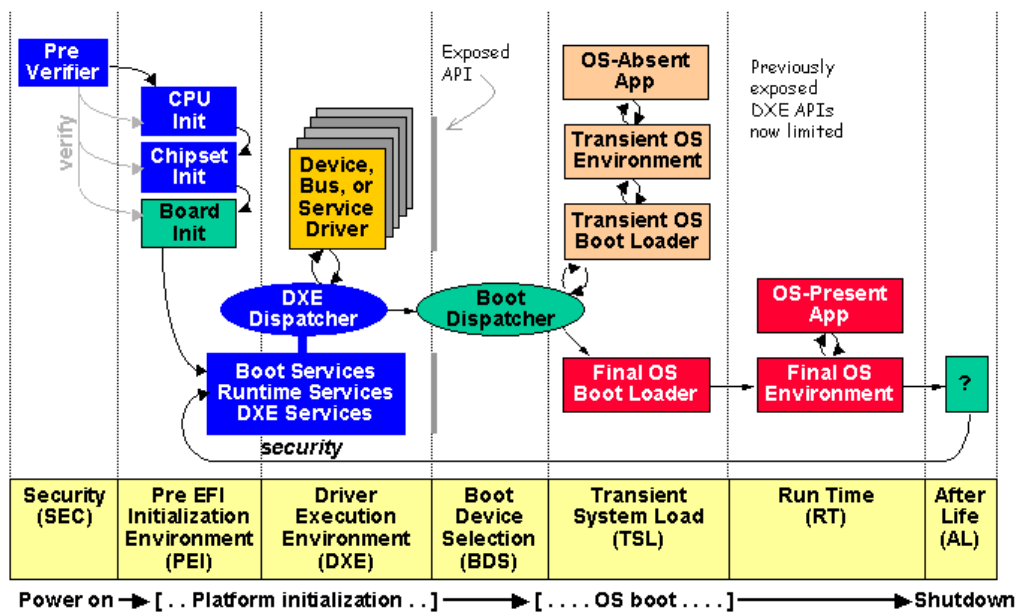 Pre
Verifier
verify
CPU
Init
Chipset
Init
Board
Init
Device,
Bus, or
Service
Driver
Exposed
API
OS-Absent
App
Transient OS
Environment
Transient OS
Boot Loader
Previously
exposed
DXE APIs
now limited
DXE
Dispatcher
Boot
Dispatcher
OS-Present
App
Boot Services
Runtime Services
DXE Services
Final OS
Boot Loader
Final OS
Environment
?
security
Security
(SEC)
Pre EFI
Initialization
Environment
(PEI)
Driver
Execution
Environment
(DXE)
Boot
Device
Selection
(BDS)
Transient
System Load
(TSL)
Run Time
(RT)
After
Life
(AL)
Power on → [ . . Platform initialization . . ] → [ . . . . OS boot . . . . ] → Shutdown